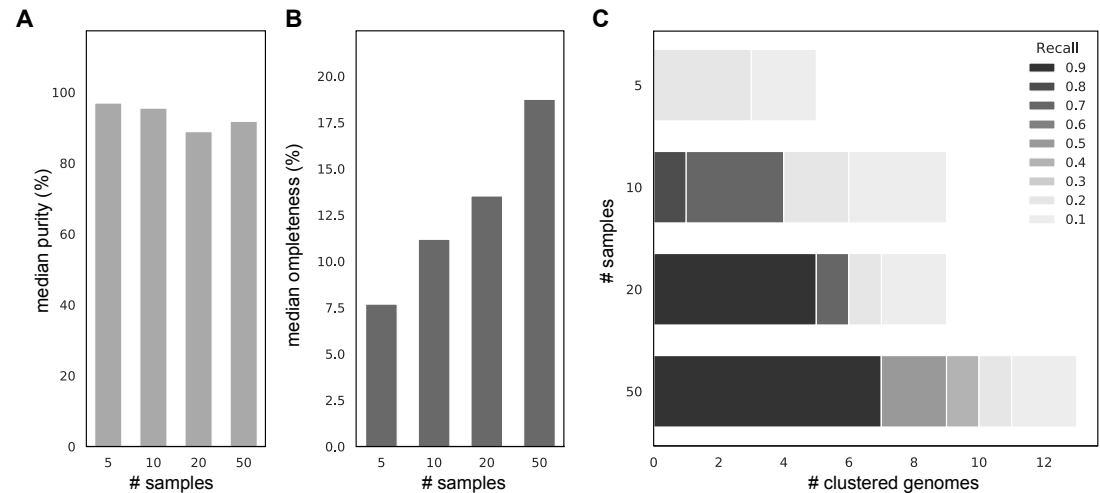 A
median purity (%)
100
80
60
40
20
0
5 10 20 50
# samples
B
median ompleteness (%)
20.0
17.5
15.0
12.5
10.0
7.5
5.0
2.5
0.0
5 10 20 50
# samples
C
# samples
5
10
20
50
0 2 4 6 8 10 12
# clustered genomes
Recall
0.9
0.8
0.7
0.6
0.5
0.4
0.3
0.2
0.1